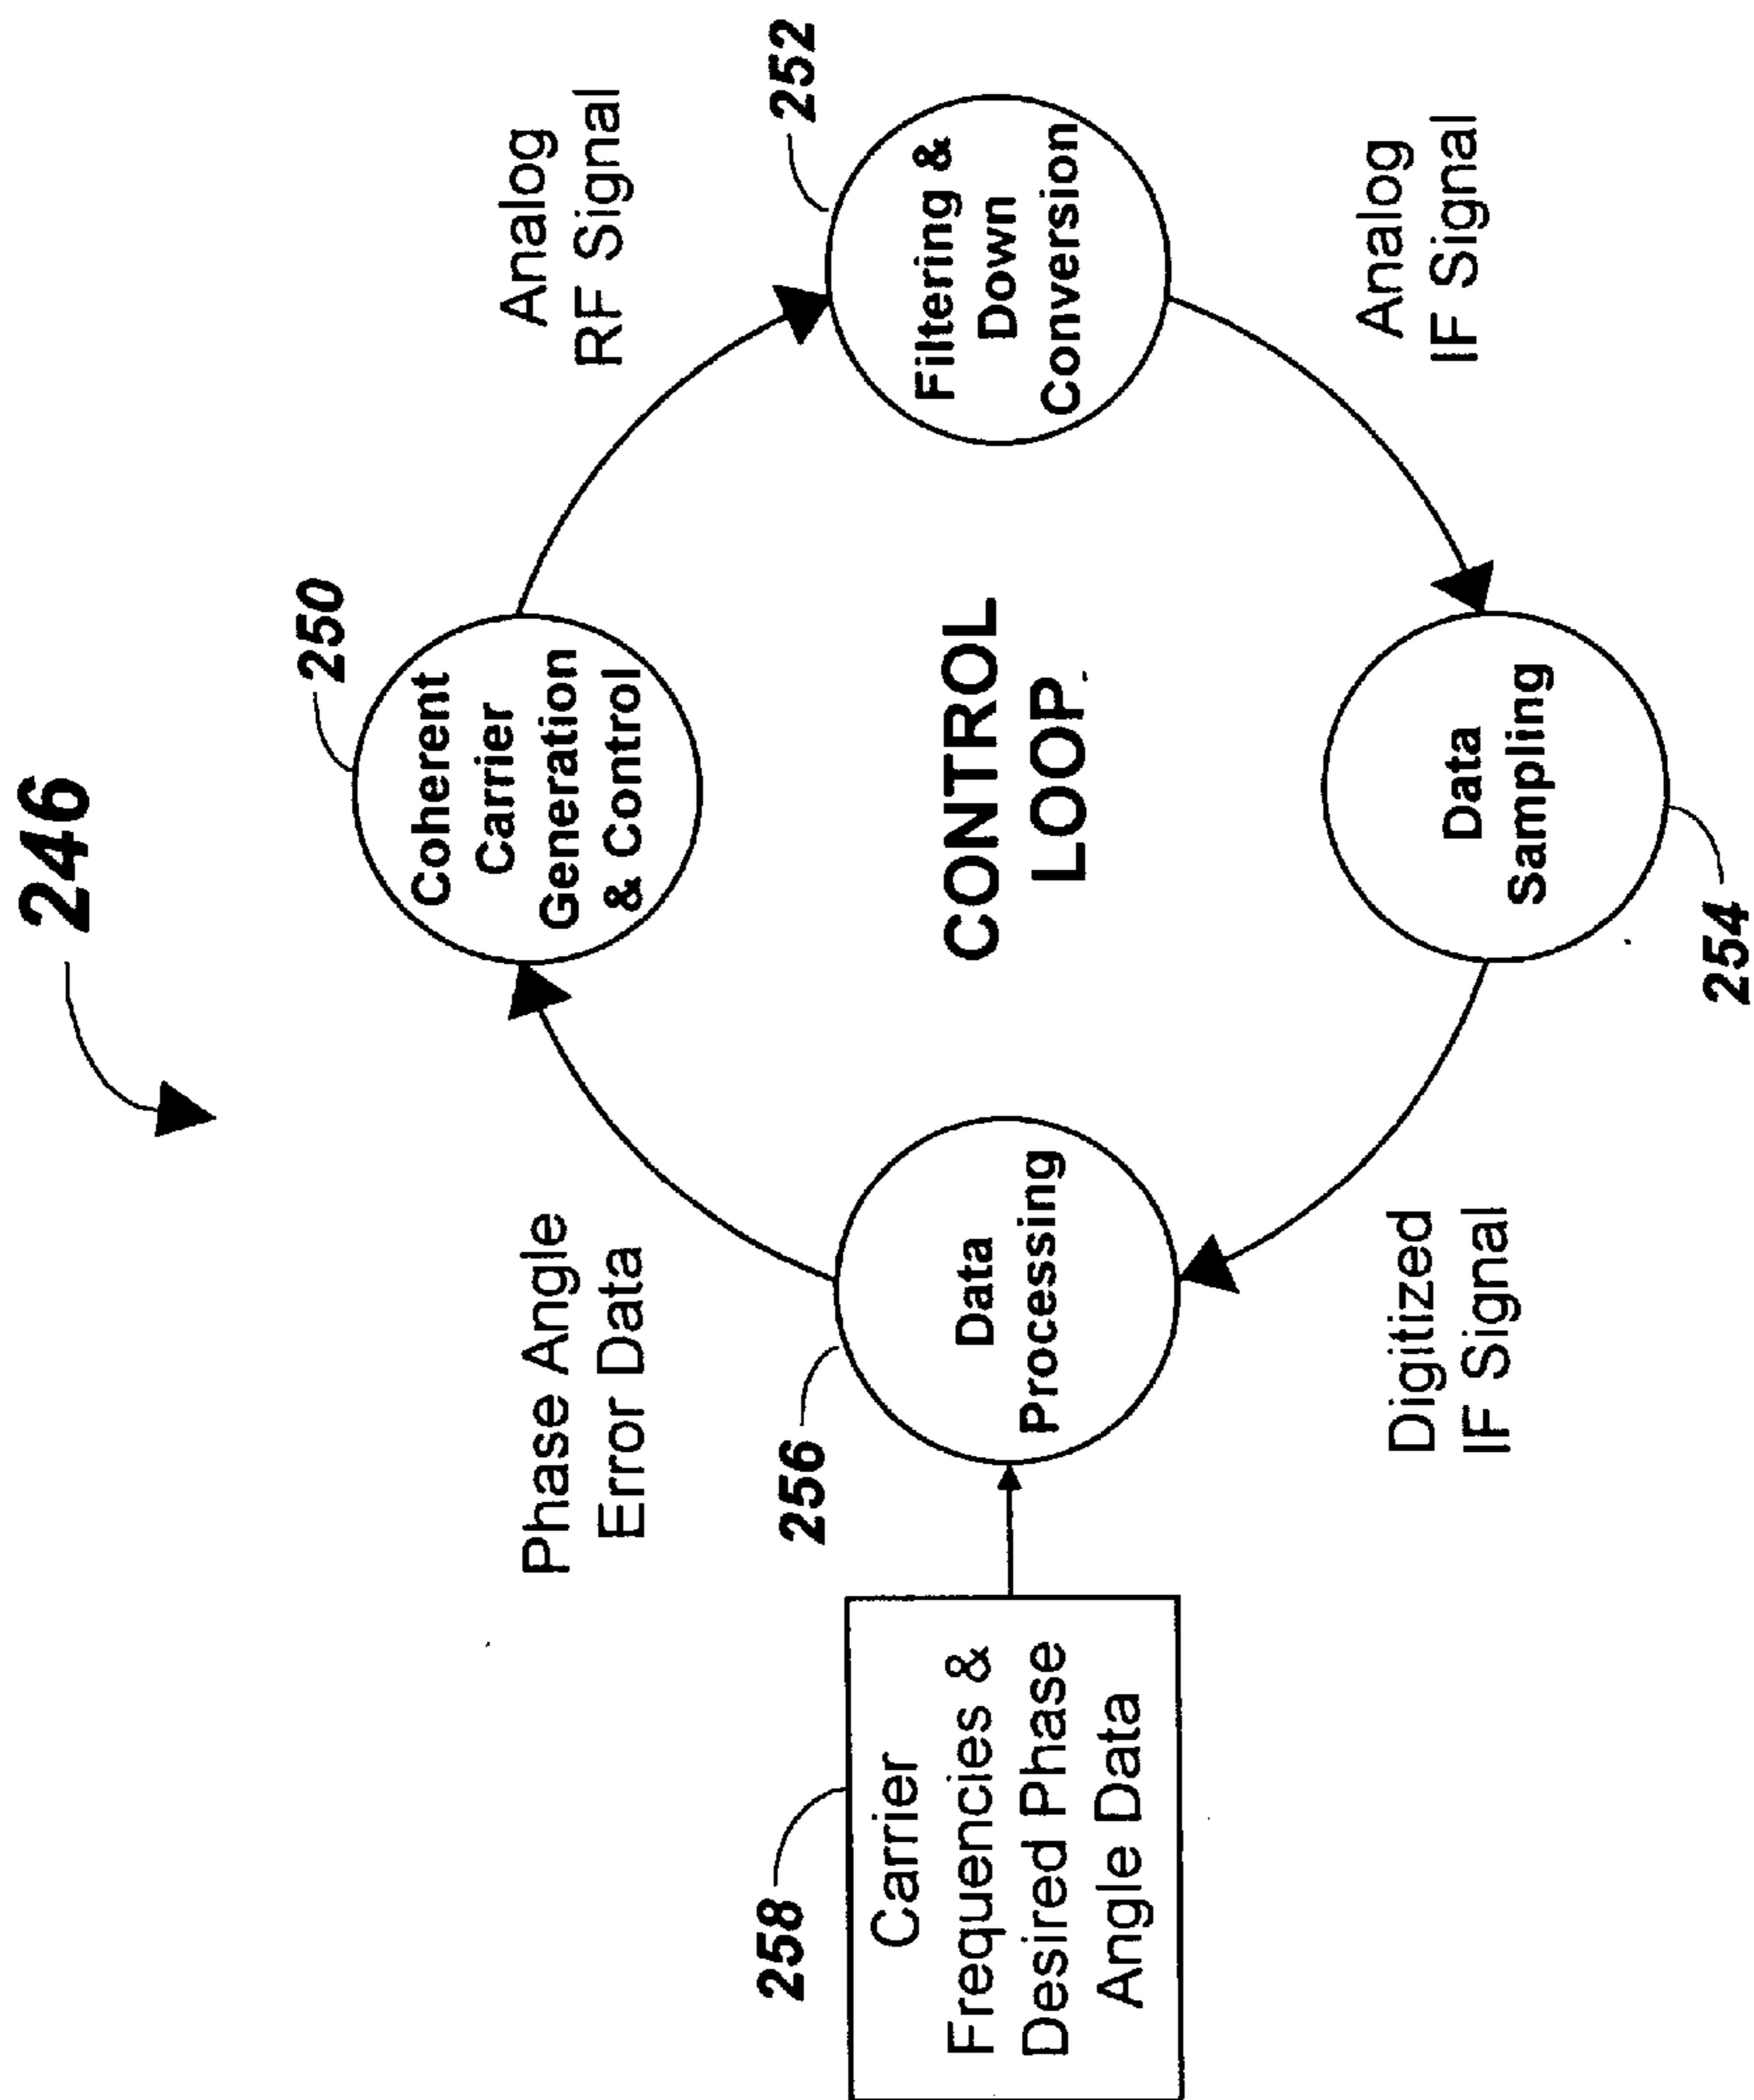 246
250
Coherent
Carrier
Generation
& Control
Analog
RF Signal
252
Filtering &
Down
Conversion
Analog
IF Signal
Data
Sampling
254
Digitized
IF Signal
256
Data
Processing
Phase Angle
Error Data
258
Carrier
Frequencies &
Desired Phase
Angle Data
CONTROL
LOOP